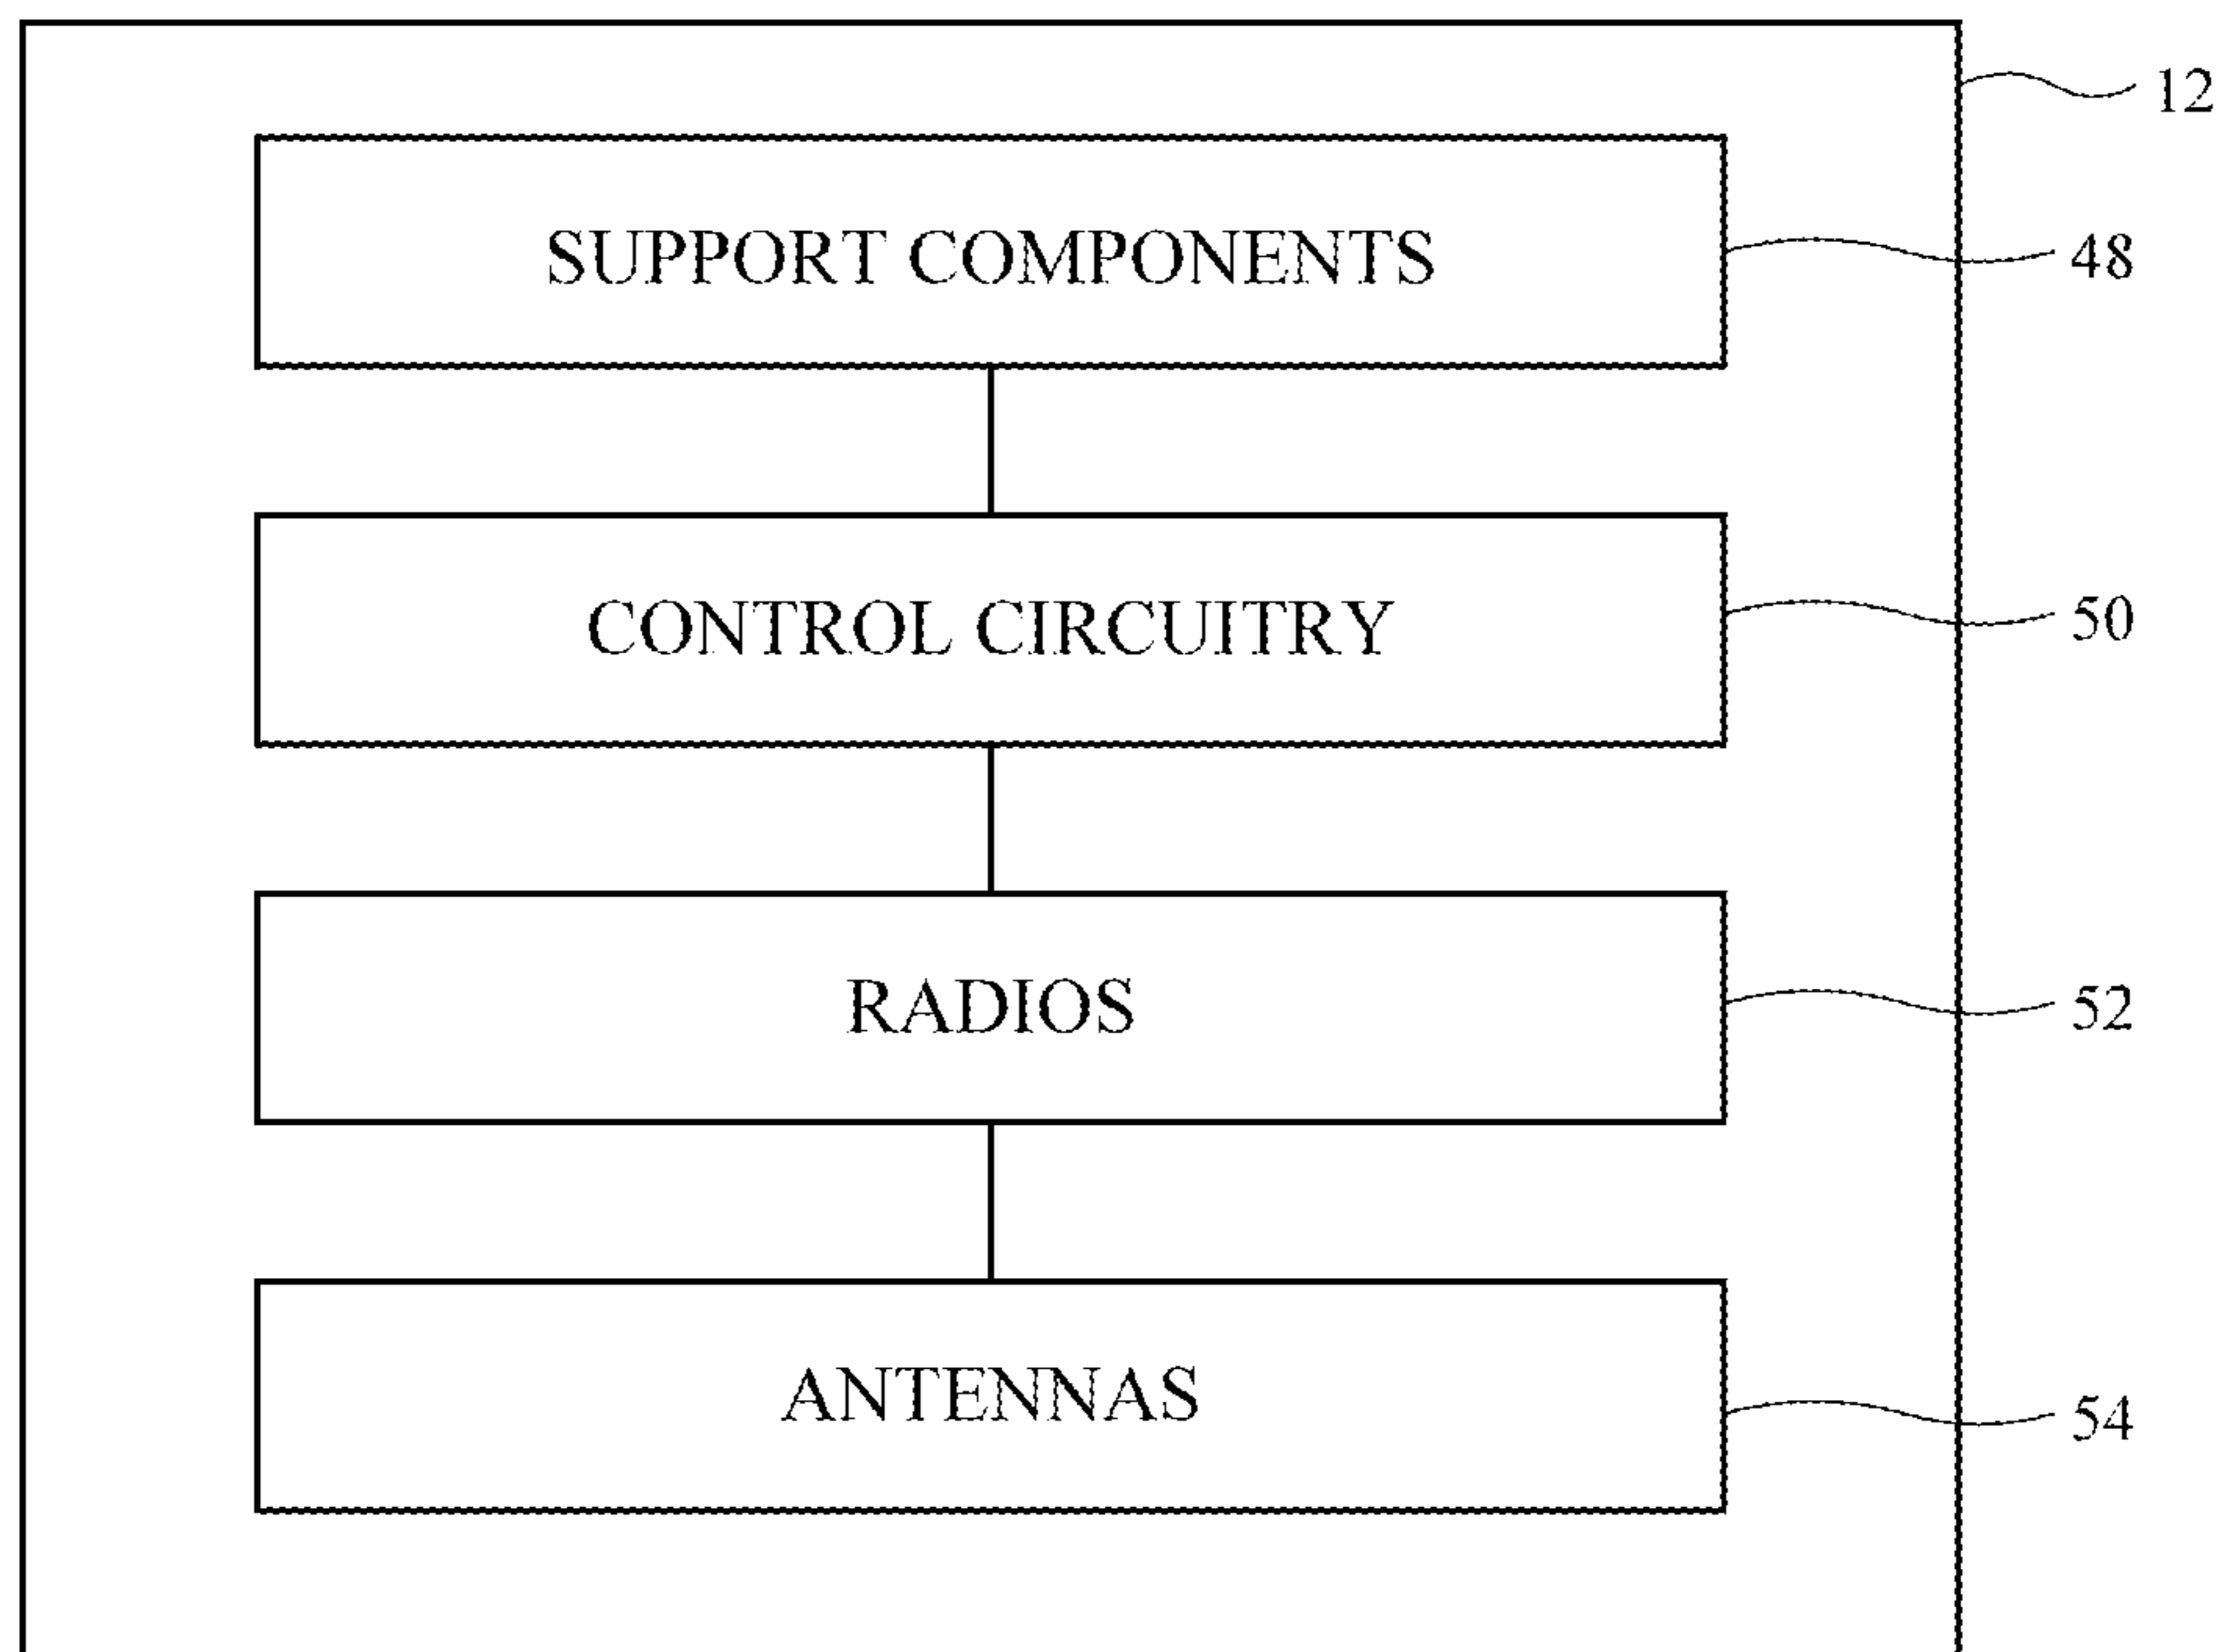 12
SUPPORT COMPONENTS
48
CONTROL CIRCUITRY
50
RADIOS
52
ANTENNAS
54